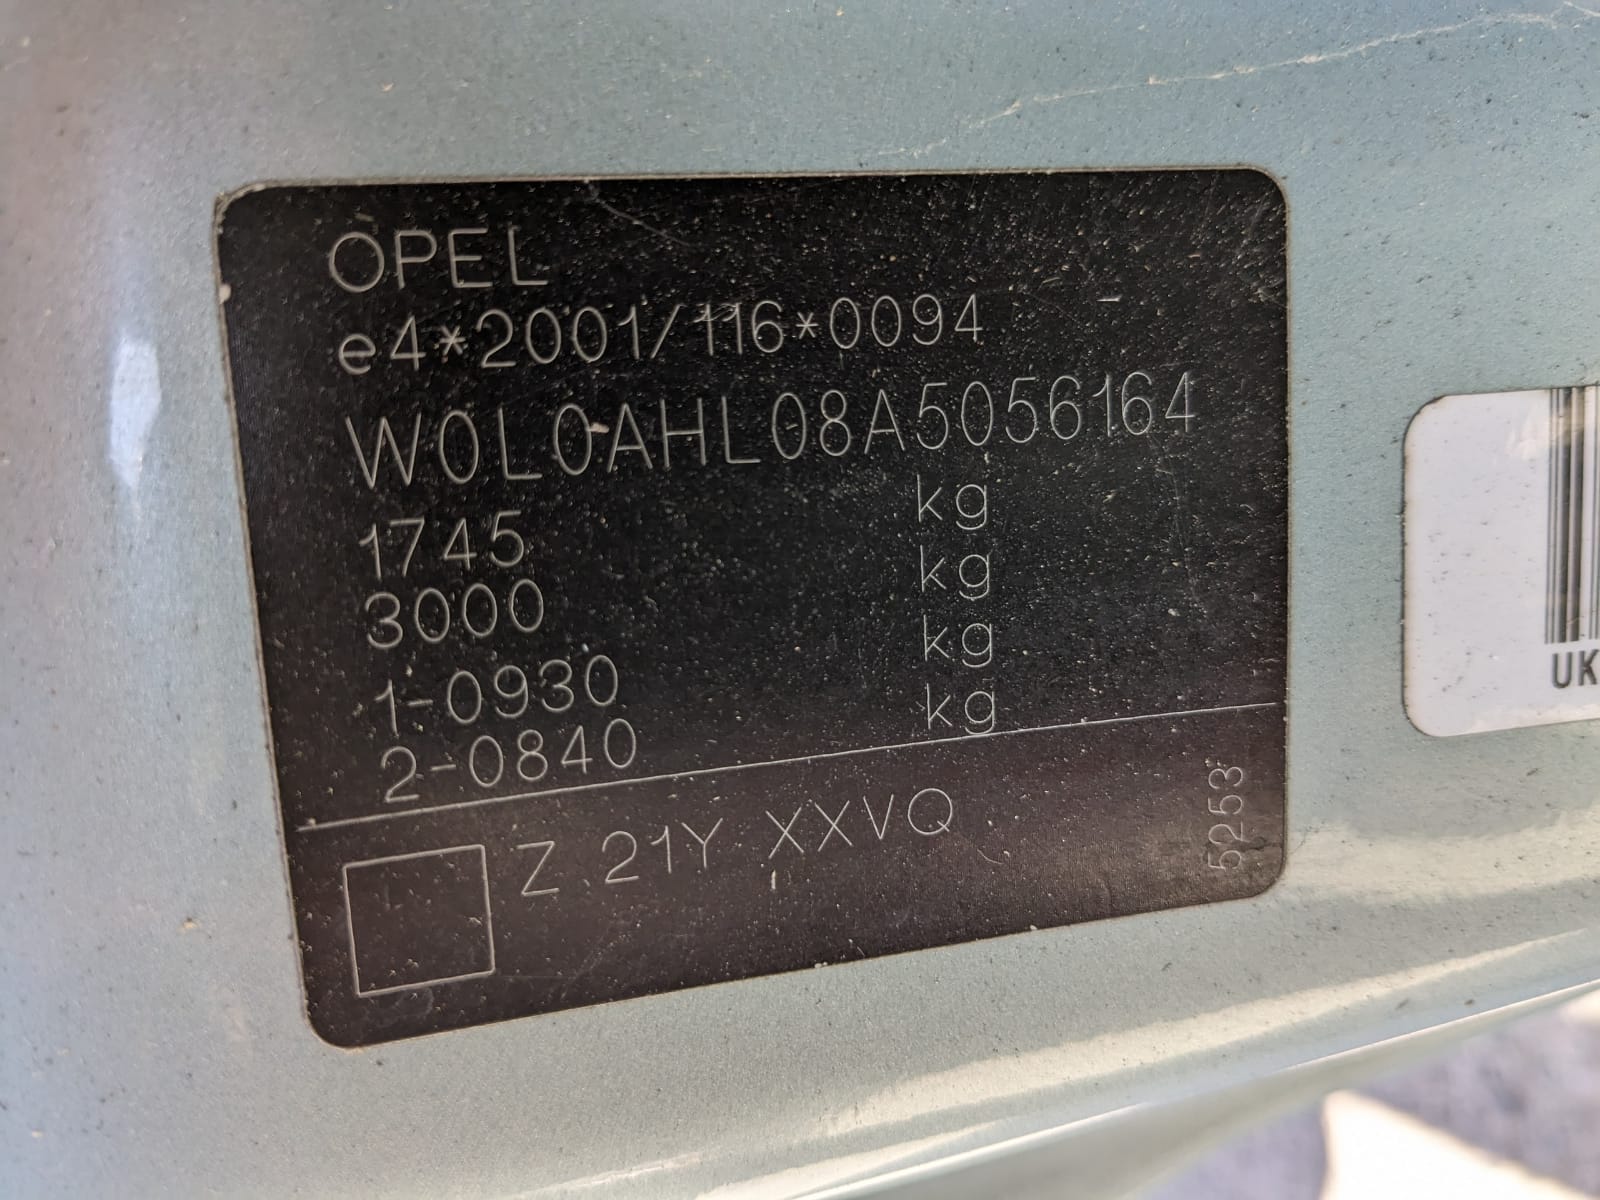 OPEL
e4*2001/116*0094
W0L0AHL08A5056164
1745 kg
3000 kg
1-0930 kg
2-0840 kg
Z 21Y XXVQ
5253
UK